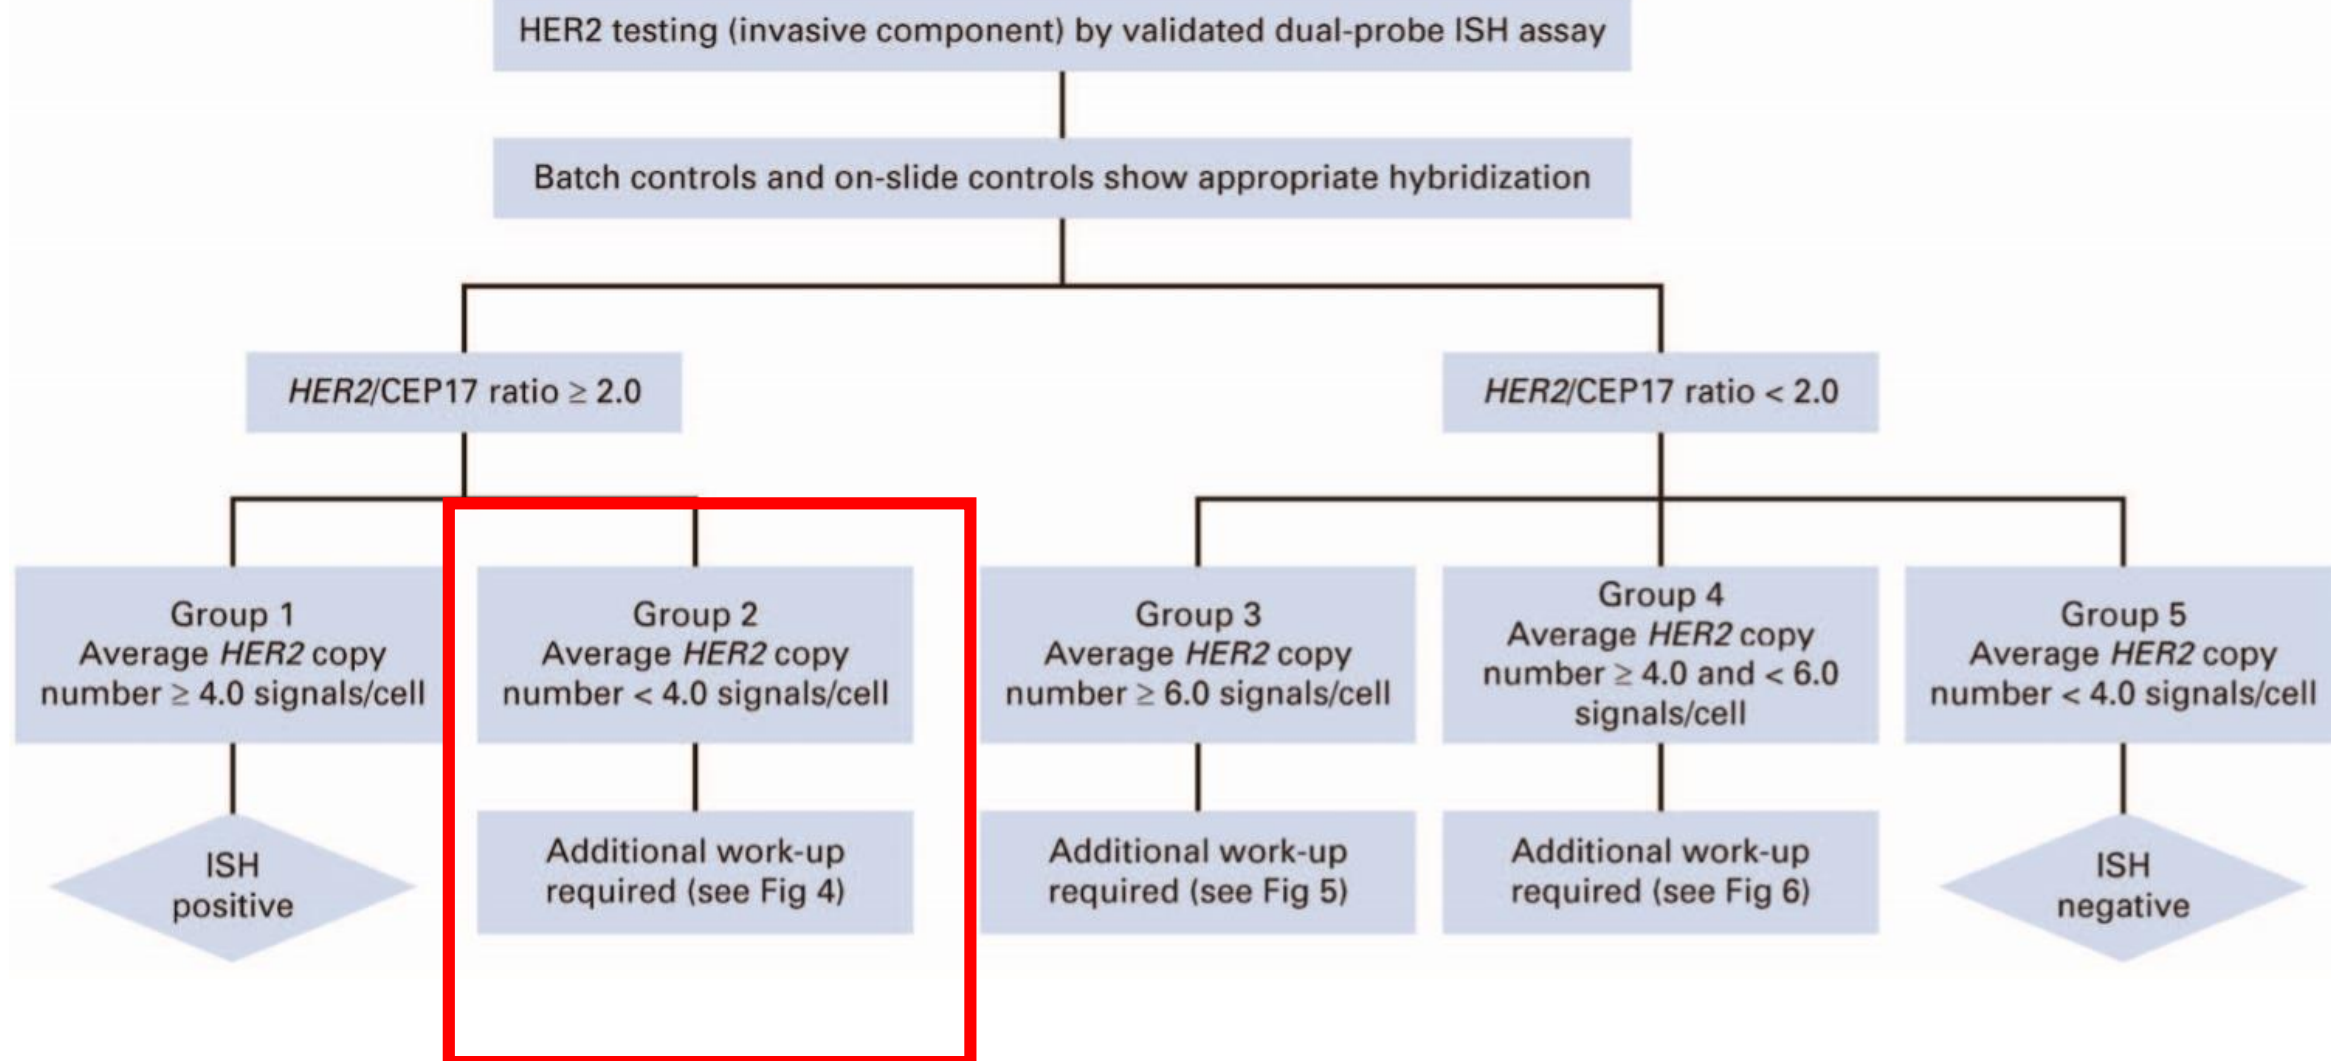 HER2 testing (invasive component) by validated dual-probe ISH assay
Batch controls and on-slide controls show appropriate hybridization
HER2/CEP17 ratio ≥ 2.0
HER2/CEP17 ratio < 2.0
Group 1
Average HER2 copy
number ≥ 4.0 signals/cell
Group 2
Average HER2 copy
number < 4.0 signals/cell
Group 3
Average HER2 copy
number ≥ 6.0 signals/cell
Group 4
Average HER2 copy
number ≥ 4.0 and < 6.0
signals/cell
Group 5
Average HER2 copy
number < 4.0 signals/cell
ISH
positive
Additional work-up
required (see Fig 4)
Additional work-up
required (see Fig 5)
Additional work-up
required (see Fig 6)
ISH
negative